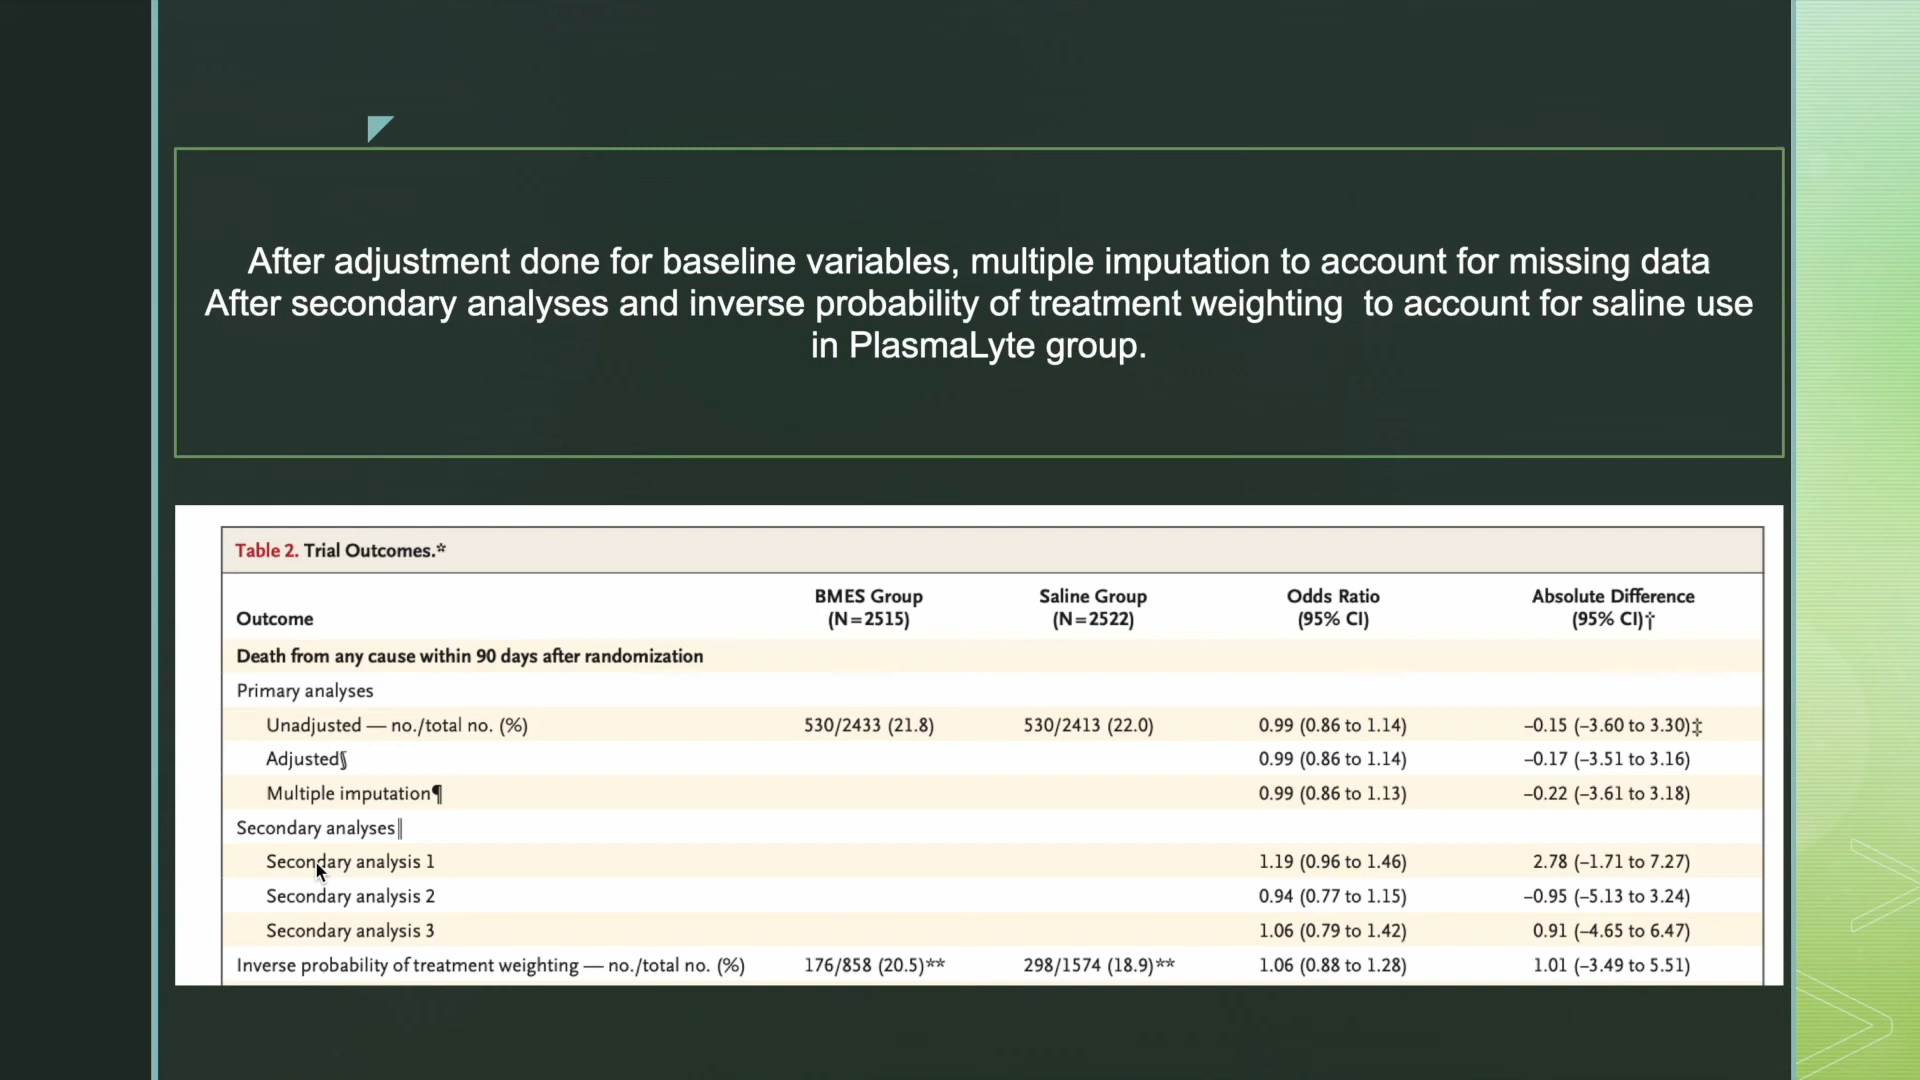 After adjustment done for baseline variables, multiple imputation to account for missing data
After secondary analyses and inverse probability of treatment weighting to account for saline use
in PlasmaLyte group.
Table 2. Trial Outcomes.*
Outcome BMES Group (N=2515) Saline Group (N=2522) Odds Ratio (95% CI) Absolute Difference (95% CI)†
Death from any cause within 90 days after randomization
Primary analyses
Unadjusted — no./total no. (%) 530/2433 (21.8) 530/2413 (22.0) 0.99 (0.86 to 1.14) –0.15 (–3.60 to 3.30)‡
Adjusted§ 0.99 (0.86 to 1.14) –0.17 (–3.51 to 3.16)
Multiple imputation¶ 0.99 (0.86 to 1.13) –0.22 (–3.61 to 3.18)
Secondary analyses‖
Secondary analysis 1 1.19 (0.96 to 1.46) 2.78 (–1.71 to 7.27)
Secondary analysis 2 0.94 (0.77 to 1.15) –0.95 (–5.13 to 3.24)
Secondary analysis 3 1.06 (0.79 to 1.42) 0.91 (–4.65 to 6.47)
Inverse probability of treatment weighting — no./total no. (%) 176/858 (20.5)** 298/1574 (18.9)** 1.06 (0.88 to 1.28) 1.01 (–3.49 to 5.51)